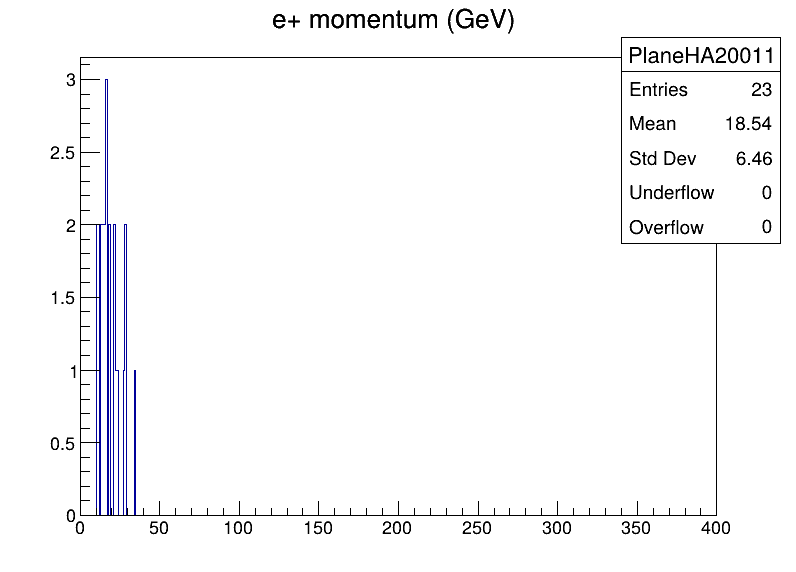 e+ momentum (GeV)
PlaneHA20011
Entries 23
Mean 18.54
Std Dev 6.46
Underflow 0
Overflow 0
3
2.5
2
1.5
1
0.5
0
0 50 100 150 200 250 300 350 400